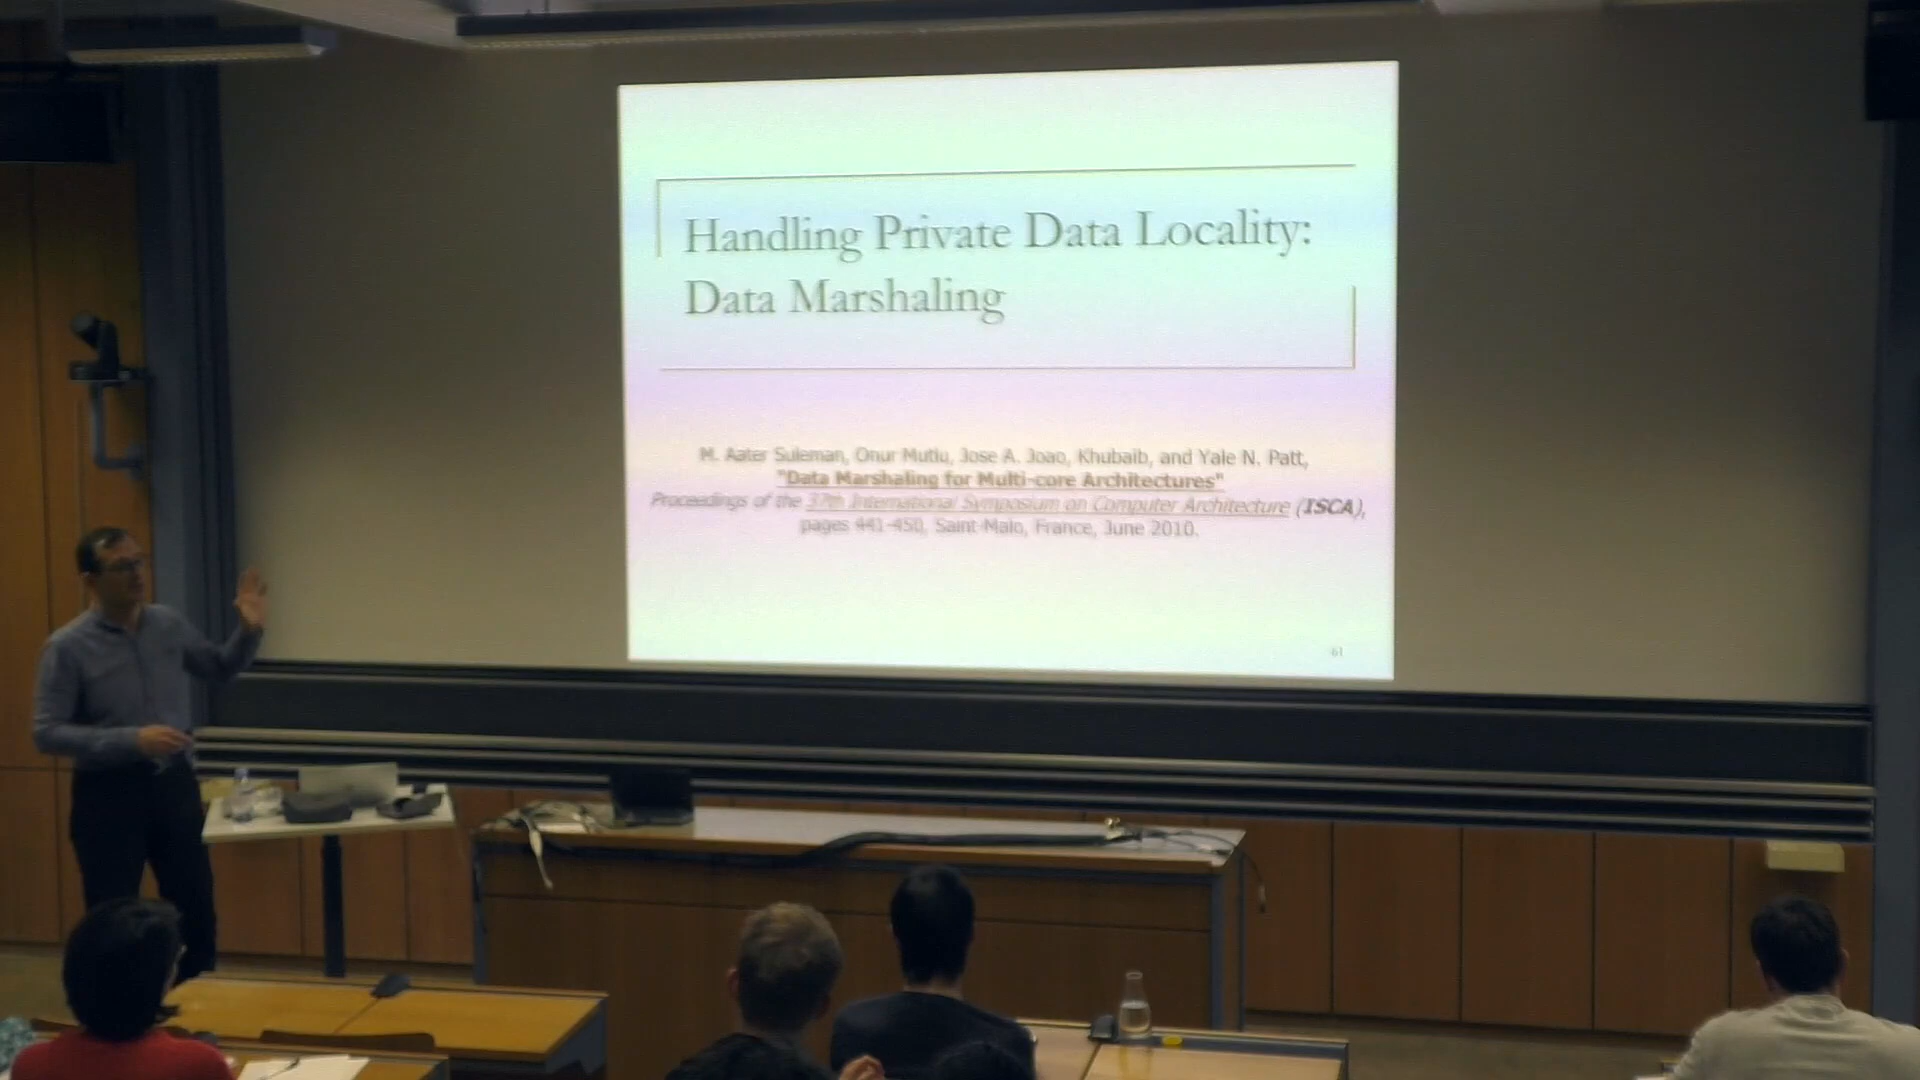 Handling Private Data Locality:
Data Marshaling
M. Aater Suleman, Onur Mutlu, Jose A. Joao, Khubaib, and Yale N. Patt,
"Data Marshaling for Multi-core Architectures"
Proceedings of the 37th International Symposium on Computer Architecture (ISCA),
pages 441-450, Saint-Malo, France, June 2010.
61